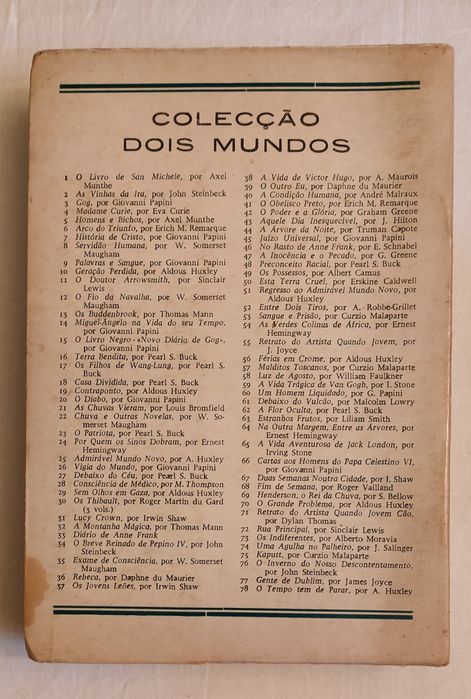 COLECÇÃO
DOIS MUNDOS
1 O Livro de San Michele, por Axel
Munthe
2 As Vinhas da Ira, por John Steinbeck
3 Gog, por Giovanni Papini
4 Madame Curie, por Eva Curie
5 Homens e Bichos, por Axel Munthe
6 Arco do Triunfo, por Erich M. Remarque
7 História de Cristo, por Giovanni Papini
8 Servidão Humana, por W. Somerset
Maugham
9 Palavras e Sangue, por Giovanni Papini
10 Geração Perdida, por Aldous Huxley
11 O Doutor Arrowsmith, por Sinclair
Lewis
12 O Fio da Navalha, por W. Somerset
Maugham
13 Os Buddenbrook, por Thomas Mann
14 Miguel-Ângelo na Vida do seu Tempo,
por Giovanni Papini
15 O Livro Negro-«Novo Diário de Gog»,
por Giovanni Papini
16 Terra Bendita, por Pearl S. Buck
17 Os Filhos de Wang-Lung, por Pearl S.
Buck
18 Casa Dividida, por Pearl S. Buck
19 Contraponto, por Aldous Huxley
20 O Diabo, por Giovanni Papini
21 As Chuvas Vieram, por Louis Bromfield
22 Chuva e Outras Novelas, por W. So-
merset Maugham
23 O Patriota, por Pearl S. Buck
24 Por Quem os Sinos Dobram, por Ernest
Hemingway
25 Admirável Mundo Novo, por A. Huxley
26 Vigia do Mundo, por Giovanni Papini
27 Debaixo do Céu, por Pearl S. Buck
28 Consciência de Médico, por M. Thompson
29 Sem Olhos em Gaza, por Aldous Huxley
30 Os Thibault, por Roger Martin du Gard
(3 vols.)
31 Lucy Crown, por Irwin Shaw
32 A Montanha Mágica, por Thomas Mann
33 Diário de Anne Frank
34 O Breve Reinado de Pepino IV, por John
Steinbeck
35 Exame de Consciência, por W. Somerset
Maugham
36 Rebeca, por Daphne du Maurier
37 Os Jovens Leões, por Irwin Shaw
38 A Vida de Victor Hugo, por A. Maurois
39 O Outro Eu, por Daphne du Maurier
40 A Condição Humana, por André Malraux
41 O Obelisco Preto, por Erich M. Remarque
42 O Poder e a Glória, por Graham Greene
43 Aquele Dia Inesquecível, por J. Hilton
44 A Árvore da Noite, por Truman Capote
45 Juízo Universal, por Giovanni Papini
46 No Rasto de Anne Frank, por E. Schnabel
47 A Inocência e o Pecado, por G. Greene
48 Preconceito Racial, por Pearl S. Buck
49 Os Possessos, por Albert Camus
50 Esta Terra Cruel, por Erskine Caldwell
51 Regresso ao Admirável Mundo Novo, por
Aldous Huxley
52 Entre Dois Tiros, por A. Robbe-Grillet
53 Sangue e Prisão, por Curzio Malaparte
54 As Verdes Colinas de África, por Ernest
Hemingway
55 Retrato do Artista Quando Jovem, por
J. Joyce
56 Férias em Crome, por Aldous Huxley
57 Malditos Toscanos, por Curzio Malaparte
58 Luz de Agosto, por William Faulkner
59 A Vida Trágica de Van Gogh, por I. Stone
60 Um Homem Liquidado, por G. Papini
61 Debaixo do Vulcão, por Malcolm Lowry
62 A Flor Oculta, por Pearl S. Buck
63 Estranhos Frutos, por Liliam Smith
64 Na Outra Margem, Entre as Árvores, por
Ernest Hemingway
65 A Vida Aventurosa de Jack London, por
Irving Stone
66 Cartas aos Homens do Papa Celestino VI,
por Giovanni Papini
67 Duas Semanas Noutra Cidade, por I. Shaw
68 Fim de Semana, por Roger Vailland
69 Henderson, o Rei da Chuva, por S. Bellow
70 O Grande Problema, por Aldous Huxley
71 Retrato do Artista Quando Jovem Cão,
por Dylan Thomas
72 Rua Principal, por Sinclair Lewis
73 Os Indiferentes, por Alberto Moravia
74 Uma Agulha no Palheiro, por J. Salinger
75 Kaputt, por Curzio Malaparte
76 O Inverno do Nosso Descontentamento,
por John Steinbeck
77 Gente de Dublim, por James Joyce
78 O Tempo tem de Parar, por A. Huxley